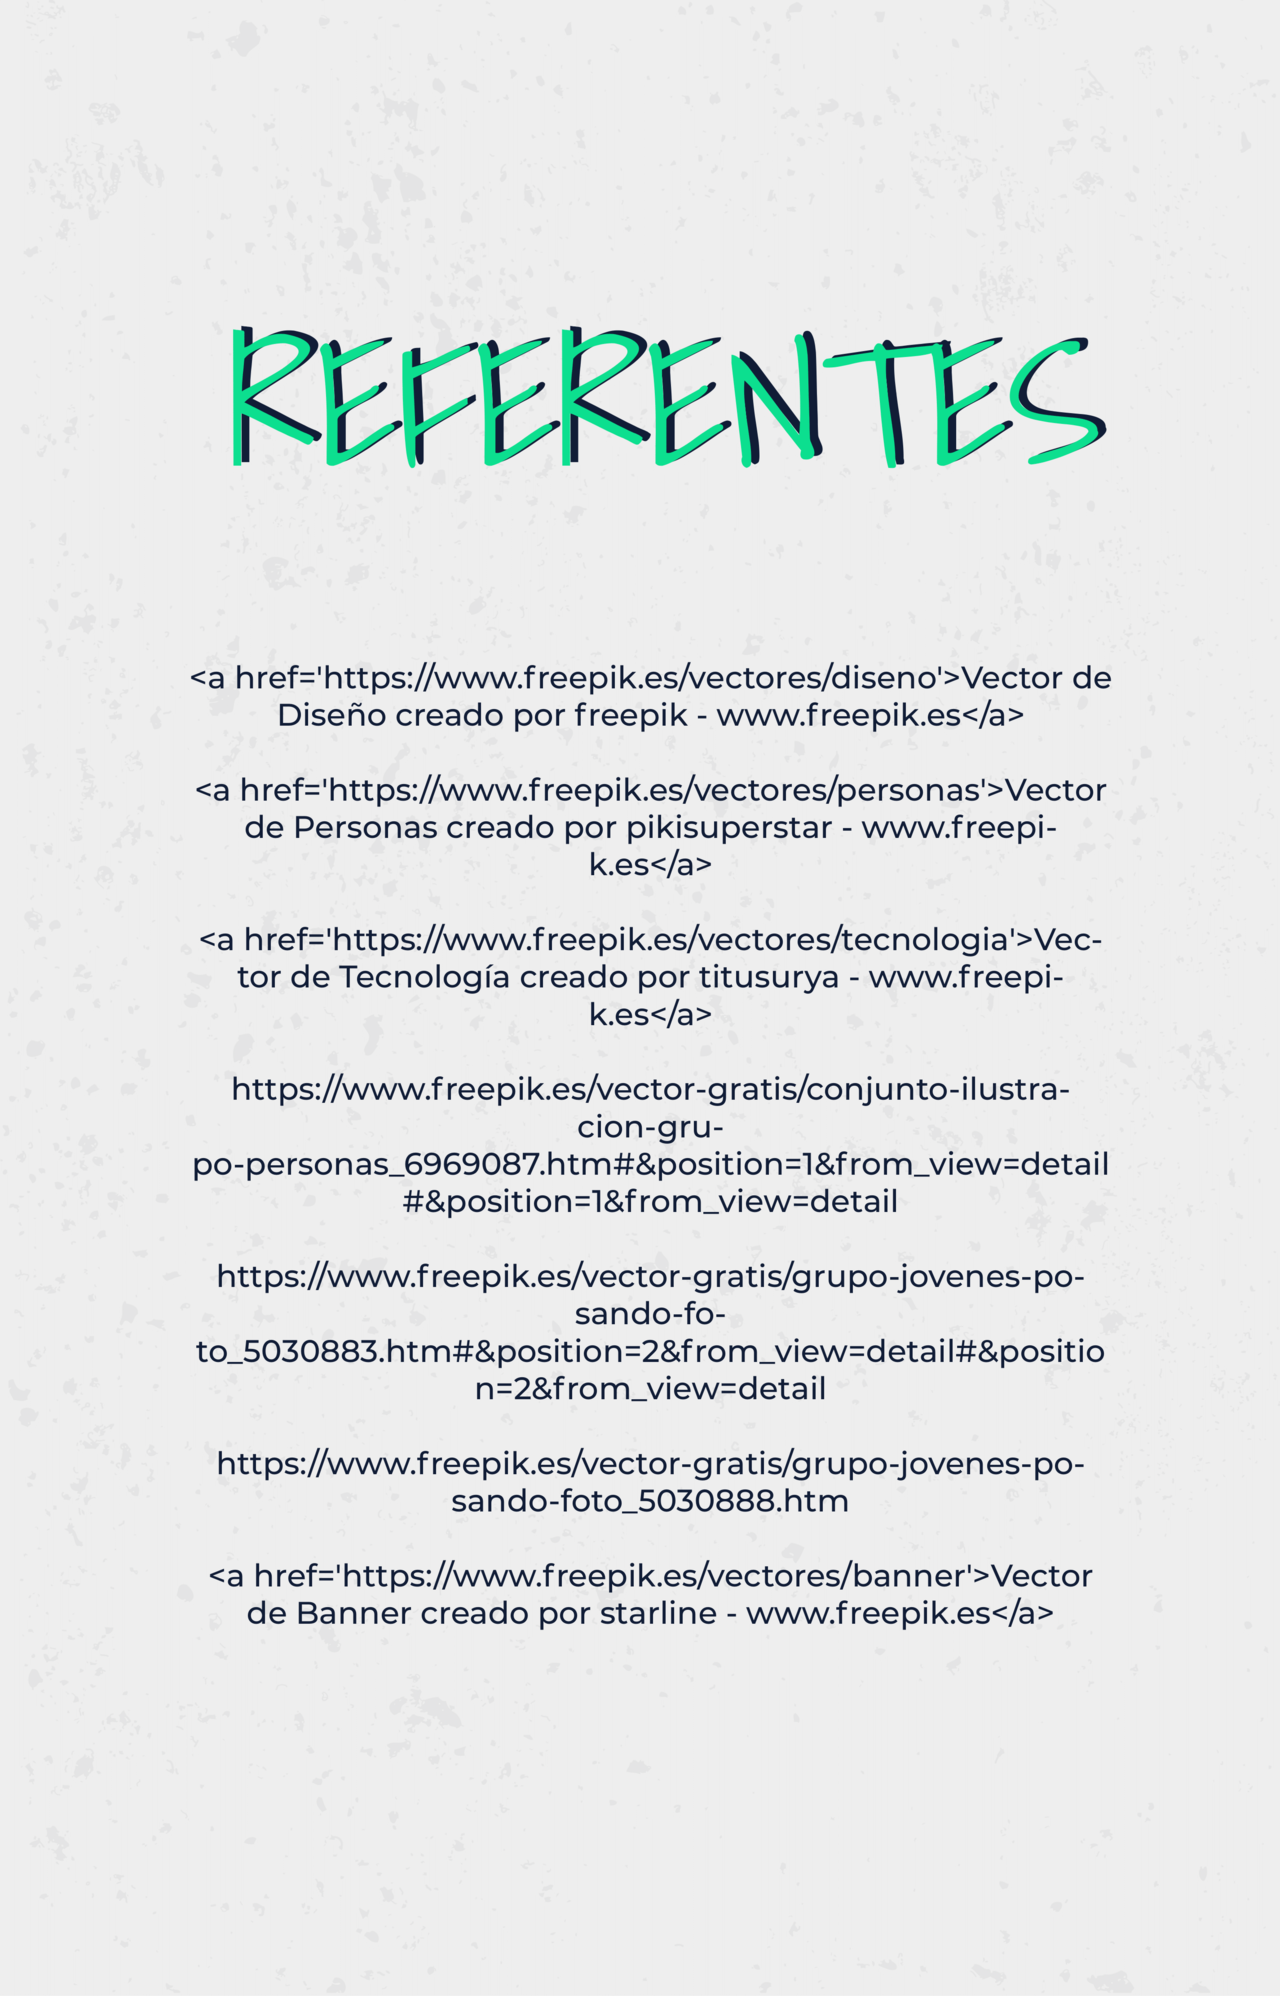 REFERENTES
<a href='https://www.freepik.es/vectores/diseno'>Vector de
Diseño creado por freepik - www.freepik.es</a>
<a href='https://www.freepik.es/vectores/personas'>Vector
de Personas creado por pikisuperstar - www.freepi-
k.es</a>
<a href='https://www.freepik.es/vectores/tecnologia'>Vec-
tor de Tecnología creado por titusurya - www.freepi-
k.es</a>
https://www.freepik.es/vector-gratis/conjunto-ilustra-
cion-gru-
po-personas_6969087.htm#&position=1&from_view=detail
#&position=1&from_view=detail
https://www.freepik.es/vector-gratis/grupo-jovenes-po-
sando-fo-
to_5030883.htm#&position=2&from_view=detail#&positio
n=2&from_view=detail
https://www.freepik.es/vector-gratis/grupo-jovenes-po-
sando-foto_5030888.htm
<a href='https://www.freepik.es/vectores/banner'>Vector
de Banner creado por starline - www.freepik.es</a>